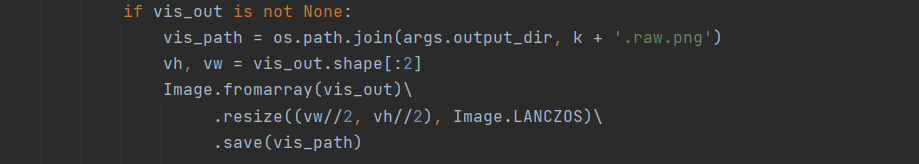 if vis_out is not None:
vis_path = os.path.join(args.output_dir, k + '.raw.png')
vh, vw = vis_out.shape[:2]
Image.fromarray(vis_out)\
.resize((vw//2, vh//2), Image.LANCZOS)\
.save(vis_path)